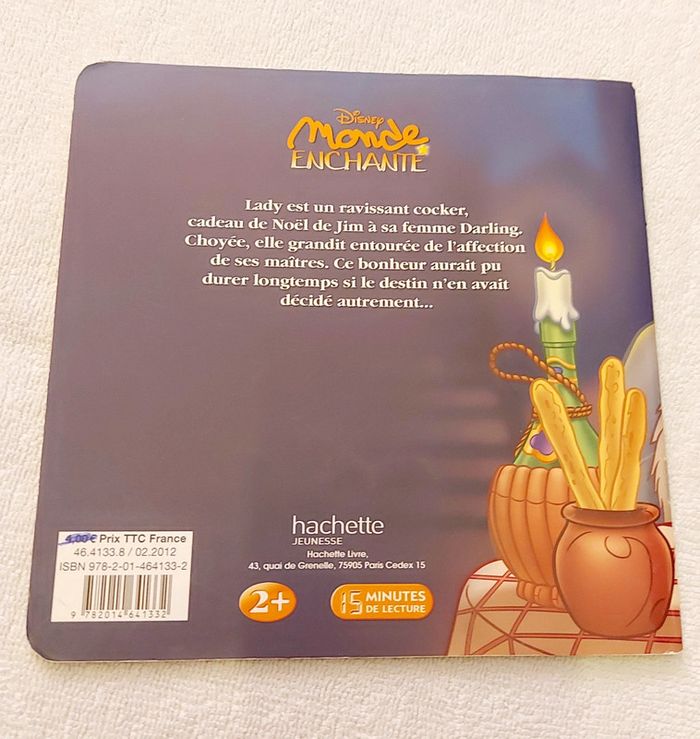 Disney
Monde
ENCHANTÉ
Lady est un ravissant cocker,
cadeau de Noël de Jim à sa femme Darling.
Choyée, elle grandit entourée de l'affection
de ses maîtres. Ce bonheur aurait pu
durer longtemps si le destin n'en avait
décidé autrement...
hachette
JEUNESSE
Hachette Livre,
43, quai de Grenelle, 75905 Paris Cedex 15
4,00 € Prix TTC France
46.4133.8 / 02.2012
ISBN 978-2-01-464133-2
9 782014 641332
2+
15 MINUTES
DE LECTURE